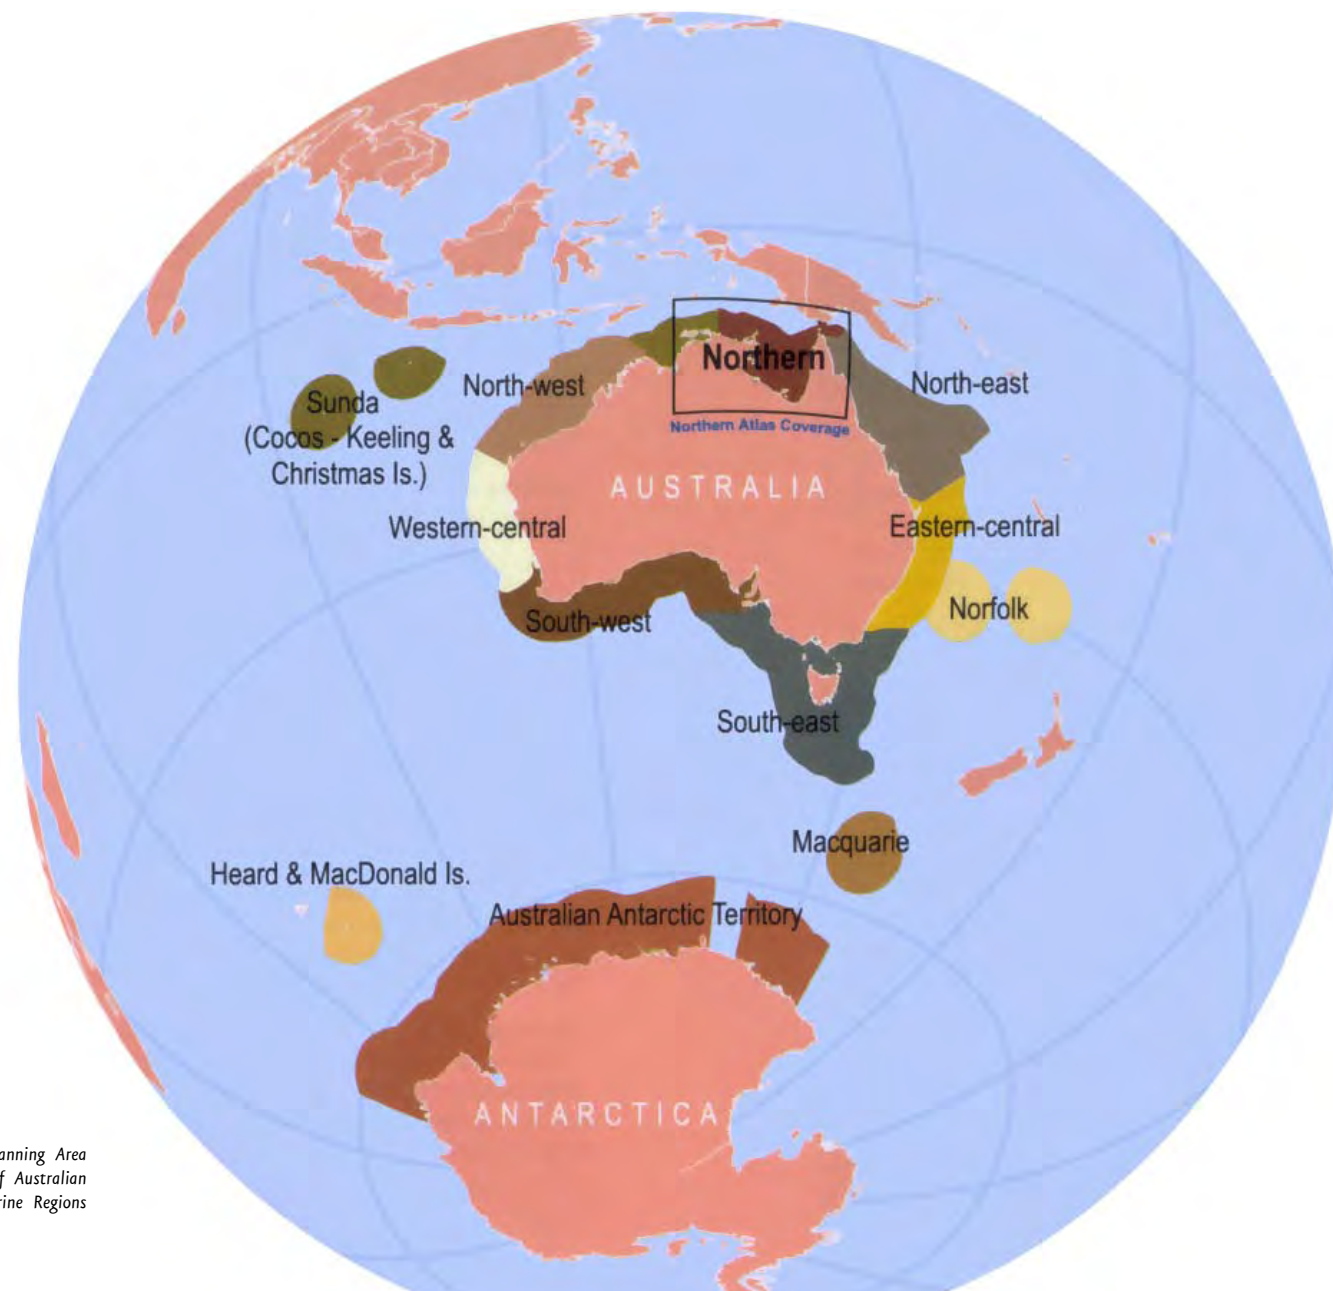 Northern
North-west
North-east
Sunda
(Cocos - Keeling &
Christmas Is.)
Northern Atlas Coverage
AUSTRALIA
Western-central
Eastern-central
Norfolk
South-west
South-east
Macquarie
Heard & MacDonald Is.
Australian Antarctic Territory
ANTARCTICA
anning Area
f Australian
rine Regions